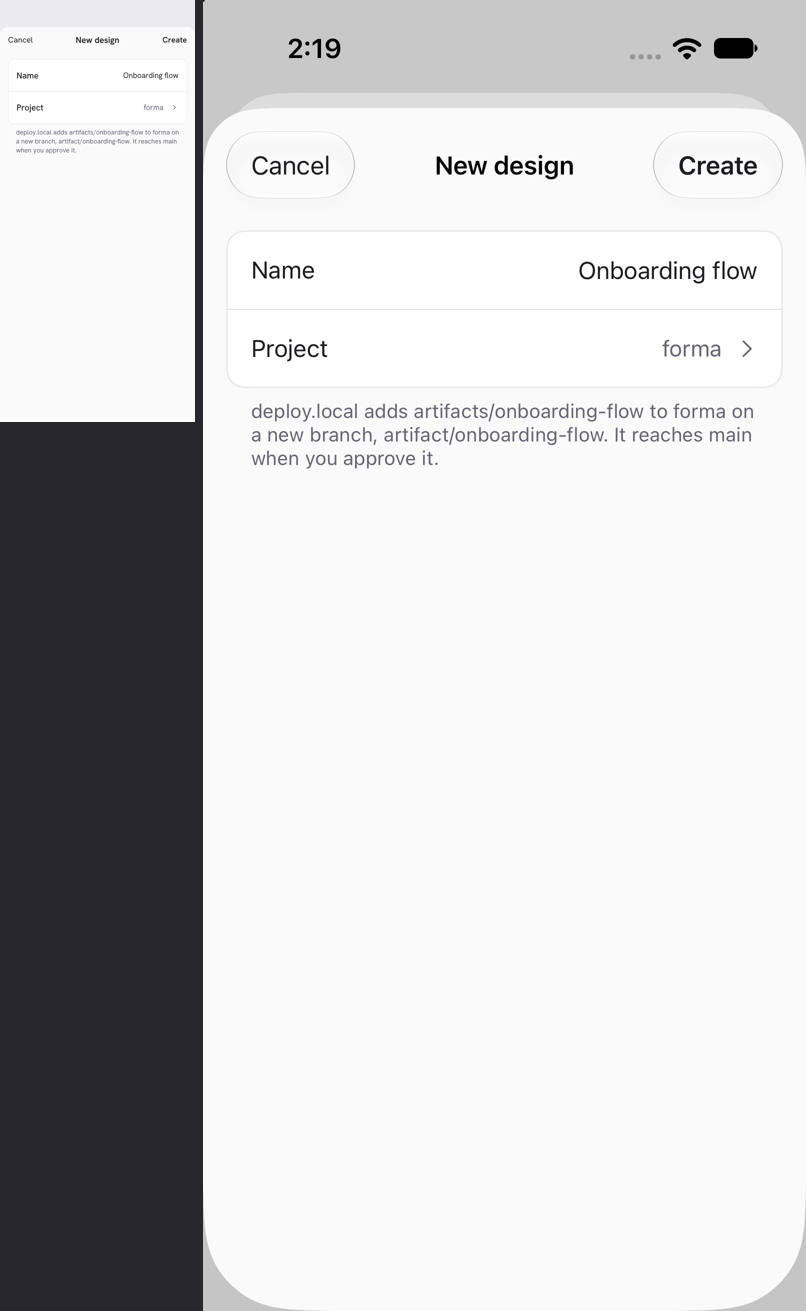 Cancel New design Create
Name Onboarding flow
Project forma
deploy.local adds artifacts/onboarding-flow to forma on
a new branch, artifact/onboarding-flow. It reaches main
when you approve it.
2:19
Cancel New design Create
Name Onboarding flow
Project forma
deploy.local adds artifacts/onboarding-flow to forma on
a new branch, artifact/onboarding-flow. It reaches main
when you approve it.